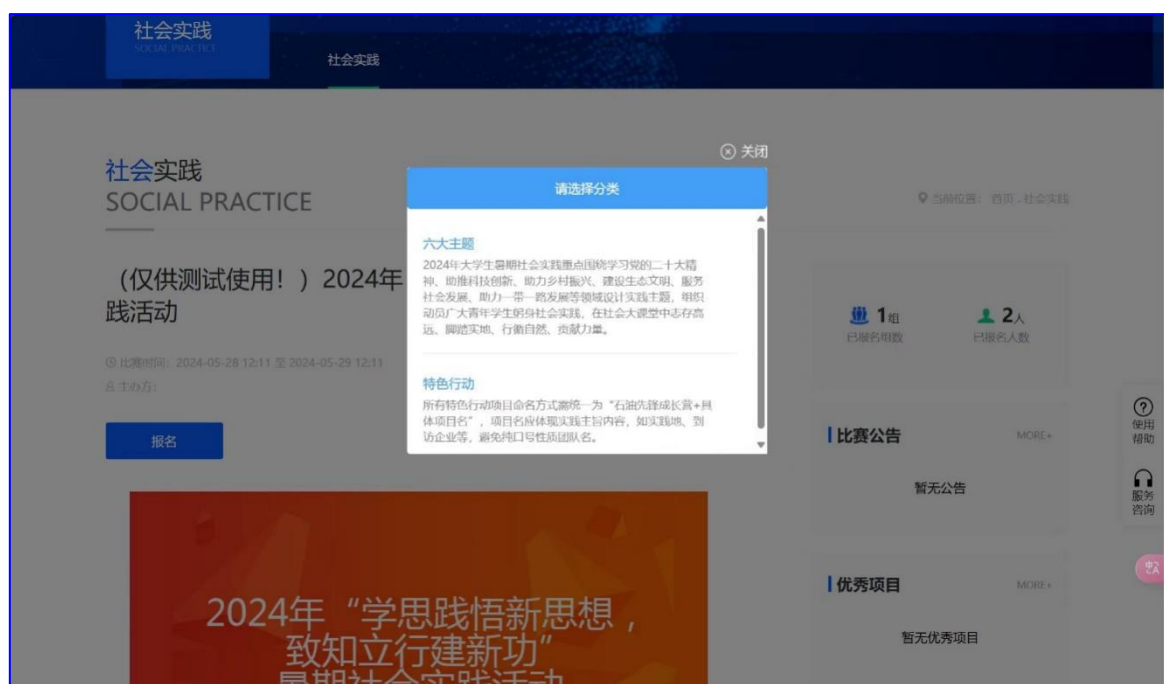 社会实践
SOCIAL PRACTICE
社会实践
关闭
社会实践
SOCIAL PRACTICE
请选择分类
当前位置: 首页 . 社会实践
六大主题
2024年大学生暑期社会实践重点围绕学习党的二十大精
神、助推科技创新、助力乡村振兴、建设生态文明、服务
社会发展、助力一带一路发展等领域设计实践主题，组织
动员广大青年学生躬身社会实践，在社会大课堂中志存高
远、脚踏实地、行循自然、贡献力量。
(仅供测试使用！) 2024年
践活动
1组
已报名组数
2人
已报名人数
比赛时间: 2024-05-28 12:11 至 2024-05-29 12:11
主办方:
特色行动
所有特色行动项目命名方式需统一为“石油先锋成长营+具
体项目名”，项目名应体现实践主旨内容，如实践地、到
访企业等，避免纯口号性质团队名。
报名
比赛公告
MORE+
暂无公告
使用
帮助
服务
咨询
优秀项目
MORE+
暂无优秀项目
2024年“学思践悟新思想，
致知立行建新功”
暑期社会实践活动